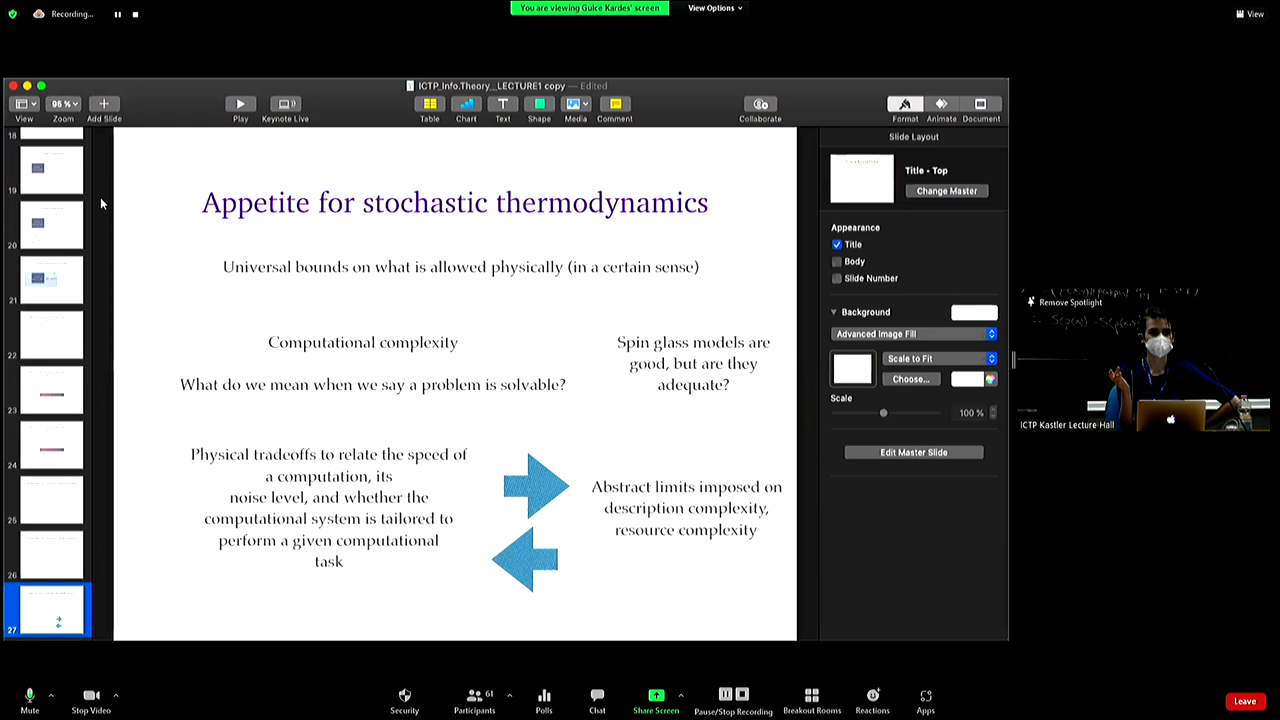 You are viewing Gulce Kardes' screen
View Options
Recording...
View
ICTP_Info.Theory__LECTURE1 copy — Edited
96 %
View
Zoom
Add Slide
Play
Keynote Live
Table
Chart
Text
Shape
Media
Comment
Collaborate
Format
Animate
Document
18
19
20
21
22
23
24
25
26
27
Appetite for stochastic thermodynamics
Universal bounds on what is allowed physically (in a certain sense)
Computational complexity
What do we mean when we say a problem is solvable?
Spin glass models are
good, but are they
adequate?
Physical tradeoffs to relate the speed of
a computation, its
noise level, and whether the
computational system is tailored to
perform a given computational
task
Abstract limits imposed on
description complexity,
resource complexity
Slide Layout
Title - Top
Change Master
Appearance
Title
Body
Slide Number
Background
Advanced Image Fill
Scale to Fit
Choose...
Scale
100 %
Edit Master Slide
Remove Spotlight
ICTP Kastler Lecture Hall
Mute
Stop Video
Security
Participants
61
Polls
Chat
Share Screen
Pause/Stop Recording
Breakout Rooms
Reactions
Apps
Leave